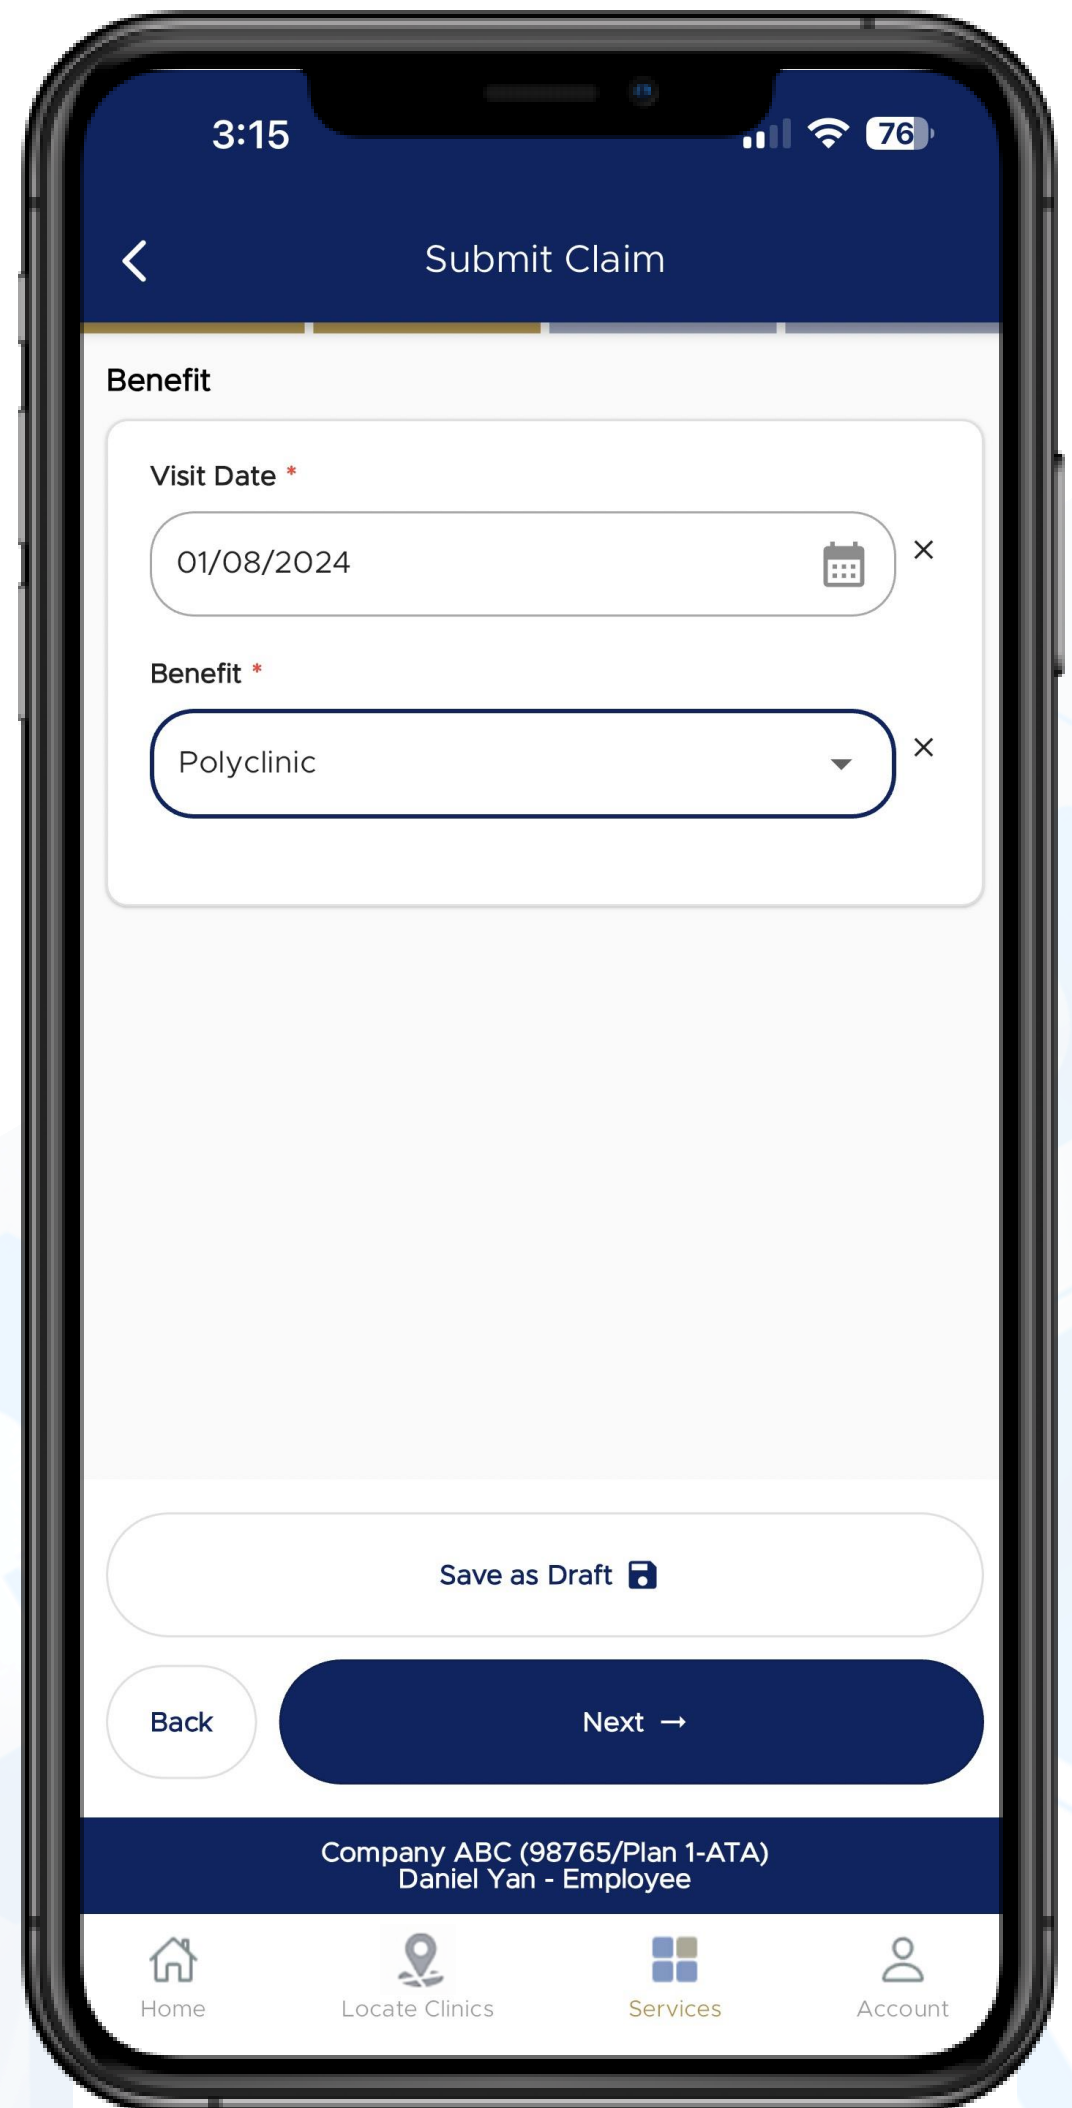 3:15
76
Submit Claim
Benefit
Visit Date *
01/08/2024
×
Benefit *
Polyclinic
×
Save as Draft
Back
Next →
Company ABC (98765/Plan 1-ATA)
Daniel Yan - Employee
Home
Locate Clinics
Services
Account